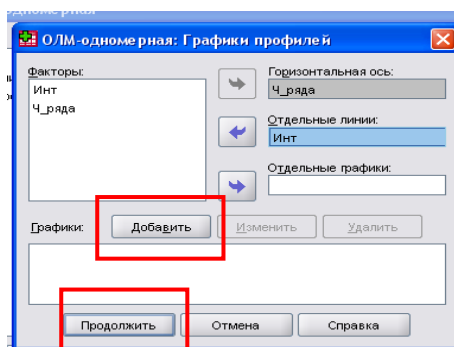 ОЛМ-одномерная: Графики профилей
Факторы:
Инт
Ч_ряда
Горизонтальная ось:
Ч_ряда
Отдельные линии:
Инт
Отдельные графики:
Графики:
Добавить
Изменить
Удалить
Продолжить
Отмена
Справка